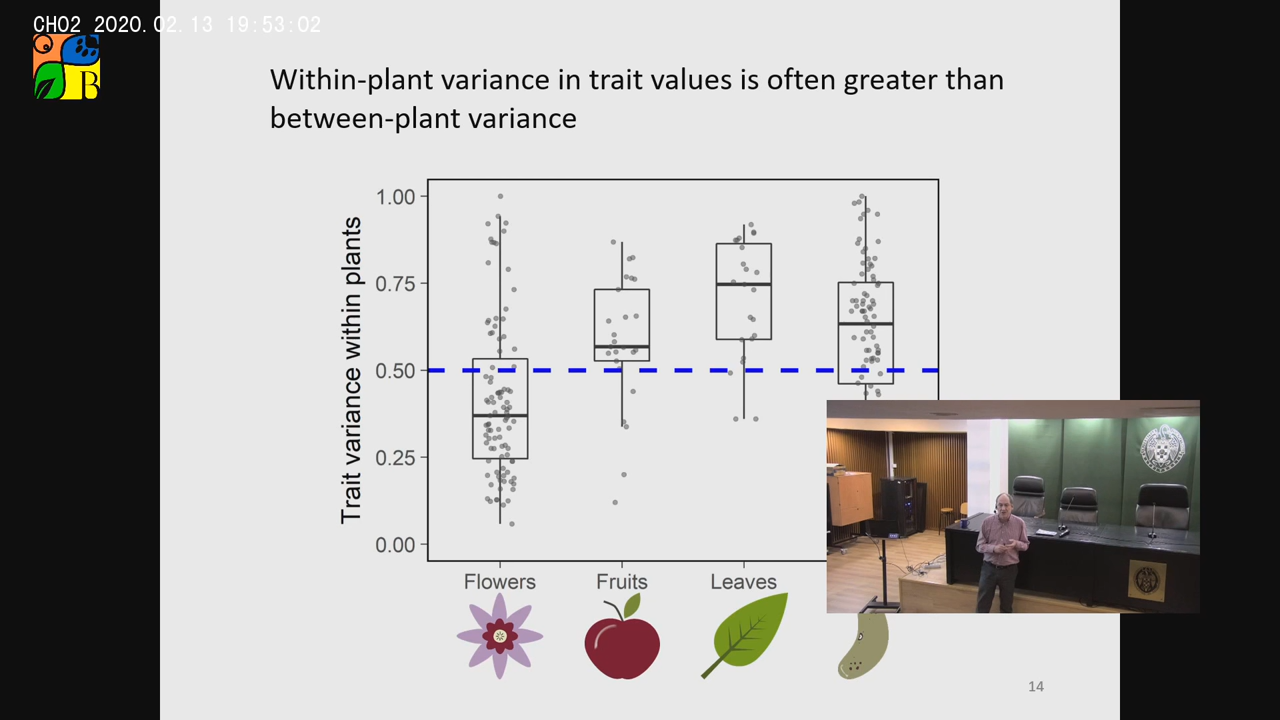 CH02 2020.02.13 19:53:02
B
Within-plant variance in trait values is often greater than
between-plant variance
Trait variance within plants
1.00
0.75
0.50
0.25
0.00
Flowers
Fruits
Leaves
14